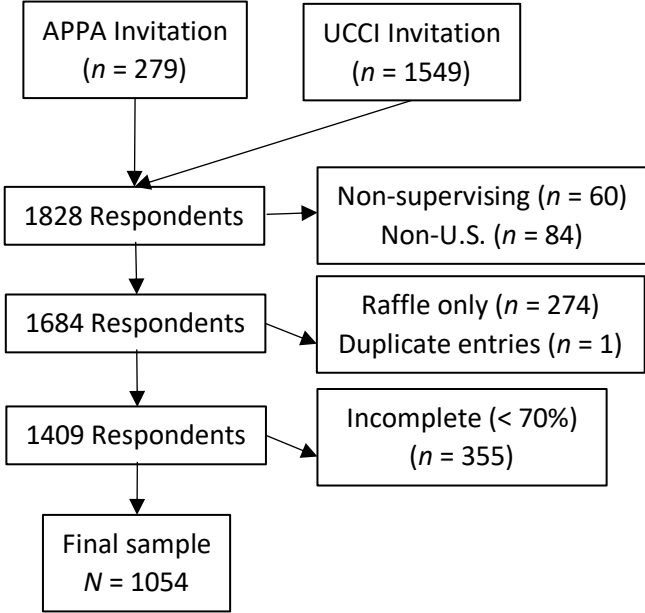 APPA Invitation
(n = 279)
UCCI Invitation
(n = 1549)
1828 Respondents
Non-supervising (n = 60)
Non-U.S. (n = 84)
1684 Respondents
Raffle only (n = 274)
Duplicate entries (n = 1)
1409 Respondents
Incomplete (< 70%)
(n = 355)
Final sample
N = 1054